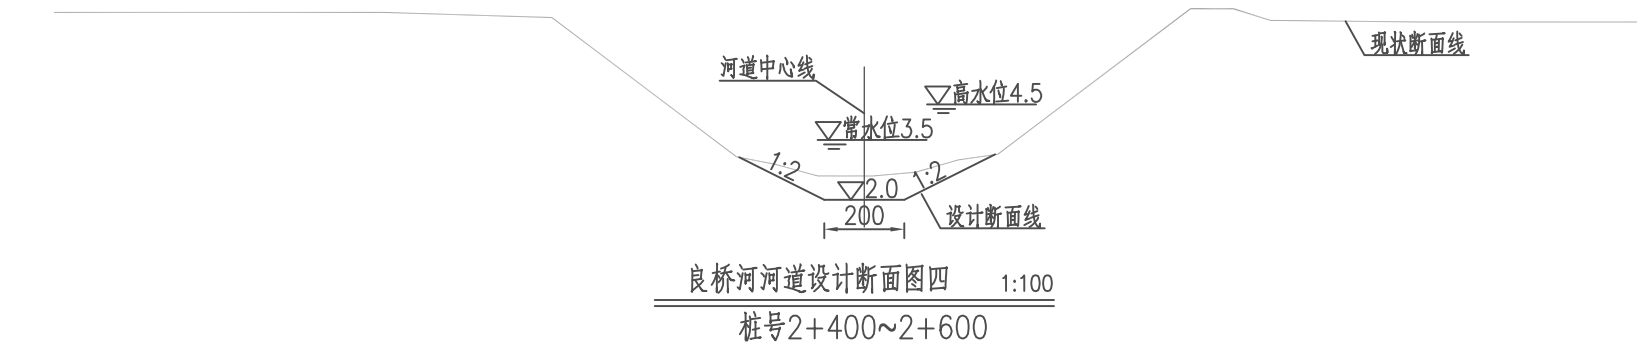 现状断面线
河道中心线
高水位4.5
常水位3.5
1:2
1:2
2.0
200
设计断面线
良桥河河道设计断面图四 1:100
桩号2+400~2+600